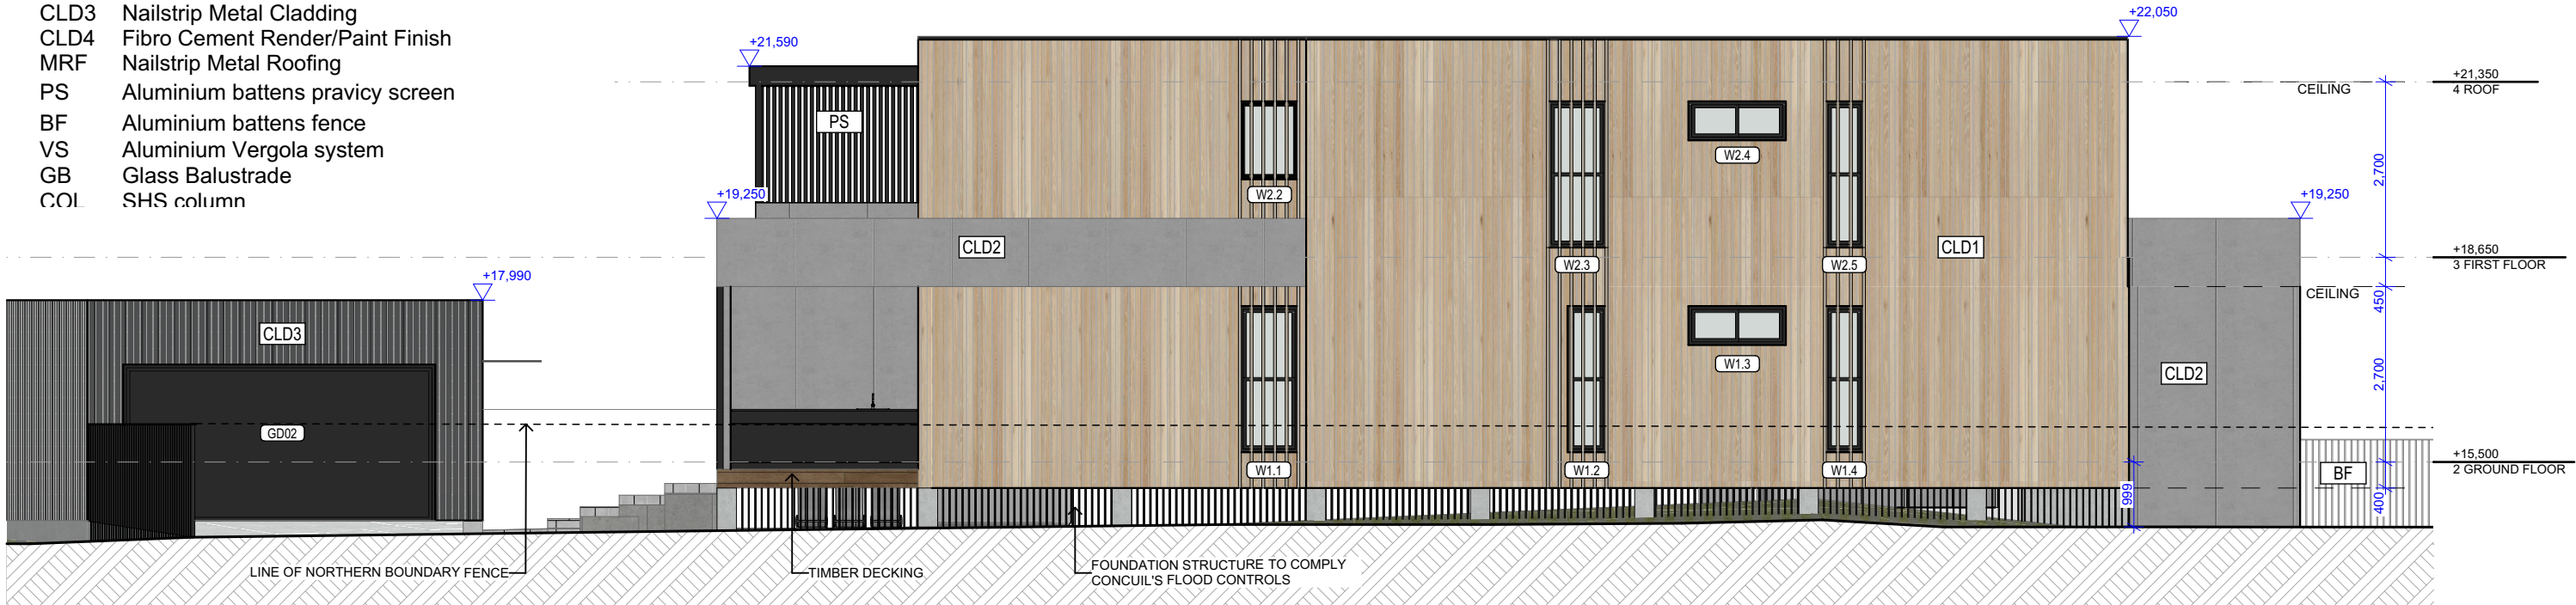 CLD3 Nailstrip Metal Cladding
CLD4 Fibro Cement Render/Paint Finish
MRF Nailstrip Metal Roofing
PS Aluminium battens pravicy screen
BF Aluminium battens fence
VS Aluminium Vergola system
GB Glass Balustrade
COL SHS column
+22,050
+21,590
+21,350
4 ROOF
CEILING
PS
W2.4
2,700
W2.2
+19,250
+19,250
CLD2
CLD1
W2.3
W2.5
+18,650
3 FIRST FLOOR
+17,990
CEILING
450
CLD3
W1.3
CLD2
2,700
GD02
+15,500
2 GROUND FLOOR
W1.1
W1.2
W1.4
BF
999
400
LINE OF NORTHERN BOUNDARY FENCE
TIMBER DECKING
FOUNDATION STRUCTURE TO COMPLY
CONCUIL'S FLOOD CONTROLS